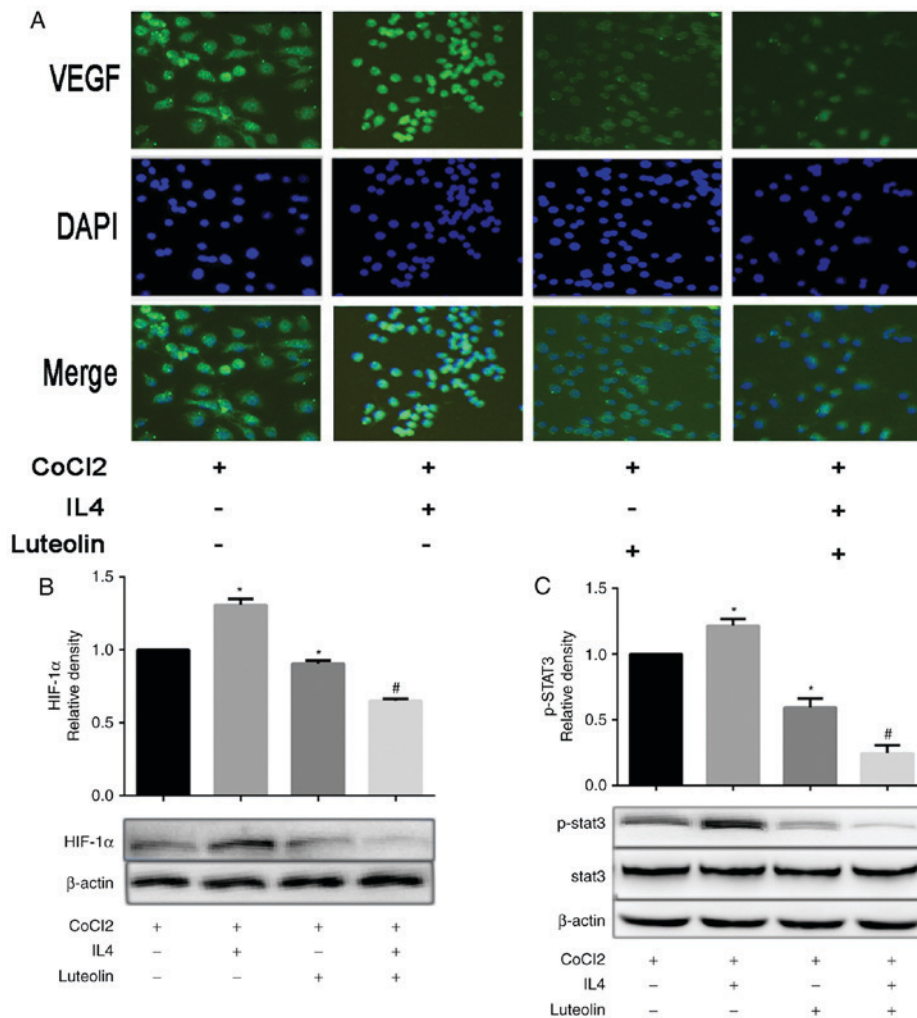 A
VEGF
DAPI
Merge
CoCl2 + + + +
IL4 - + - +
Luteolin - - + +
B
HIF-1α
Relative density
1.5
1.0
0.5
0.0
*
*
#
HIF-1α
β-actin
CoCl2 + + + +
IL4 – + – +
Luteolin – – + +
C
p-STAT3
Relative density
1.5
1.0
0.5
0.0
*
*
#
p-stat3
stat3
β-actin
CoCl2 + + + +
IL4 – + – +
Luteolin – – + +